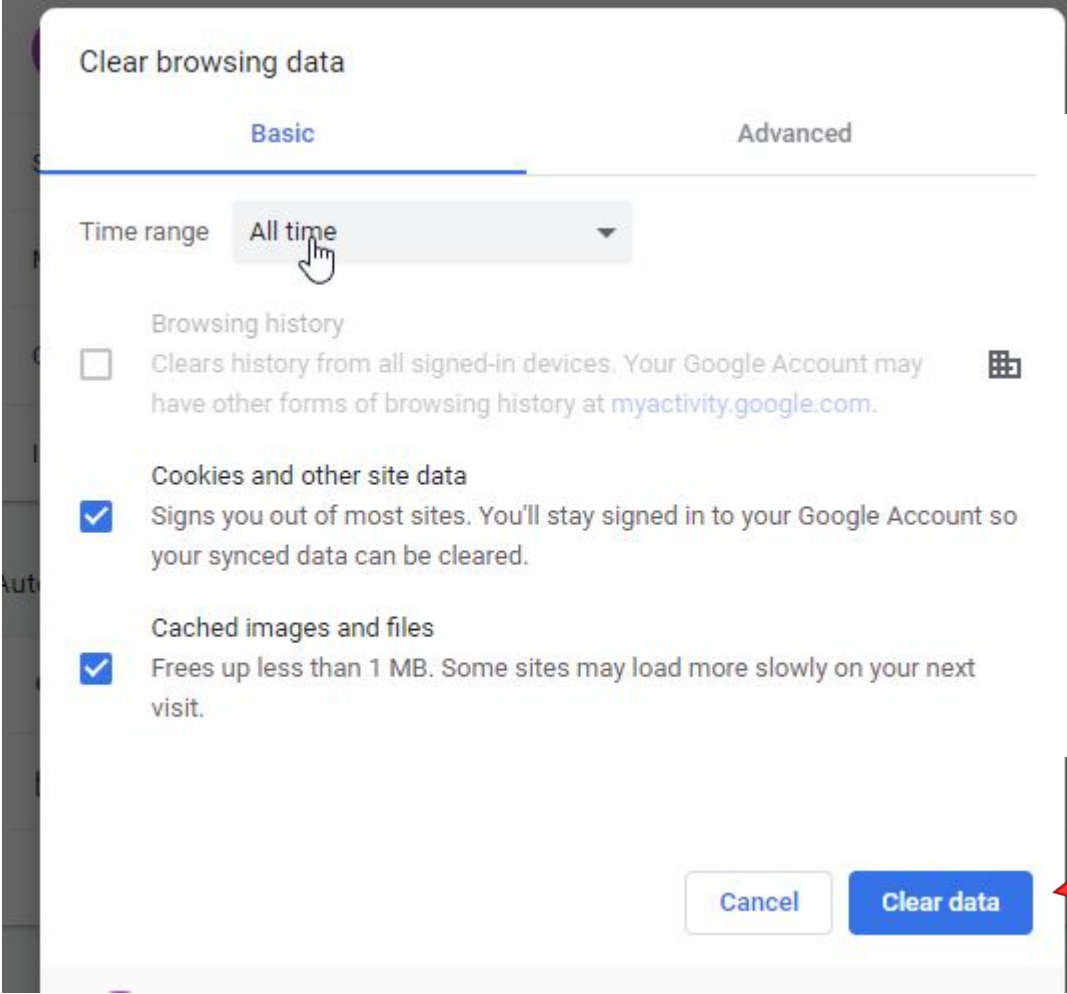 Clear browsing data
Basic
Advanced
Time range
All time
Browsing history
Clears history from all signed-in devices. Your Google Account may
have other forms of browsing history at myactivity.google.com.
Cookies and other site data
Signs you out of most sites. You'll stay signed in to your Google Account so
your synced data can be cleared.
Cached images and files
Frees up less than 1 MB. Some sites may load more slowly on your next
visit.
Cancel
Clear data